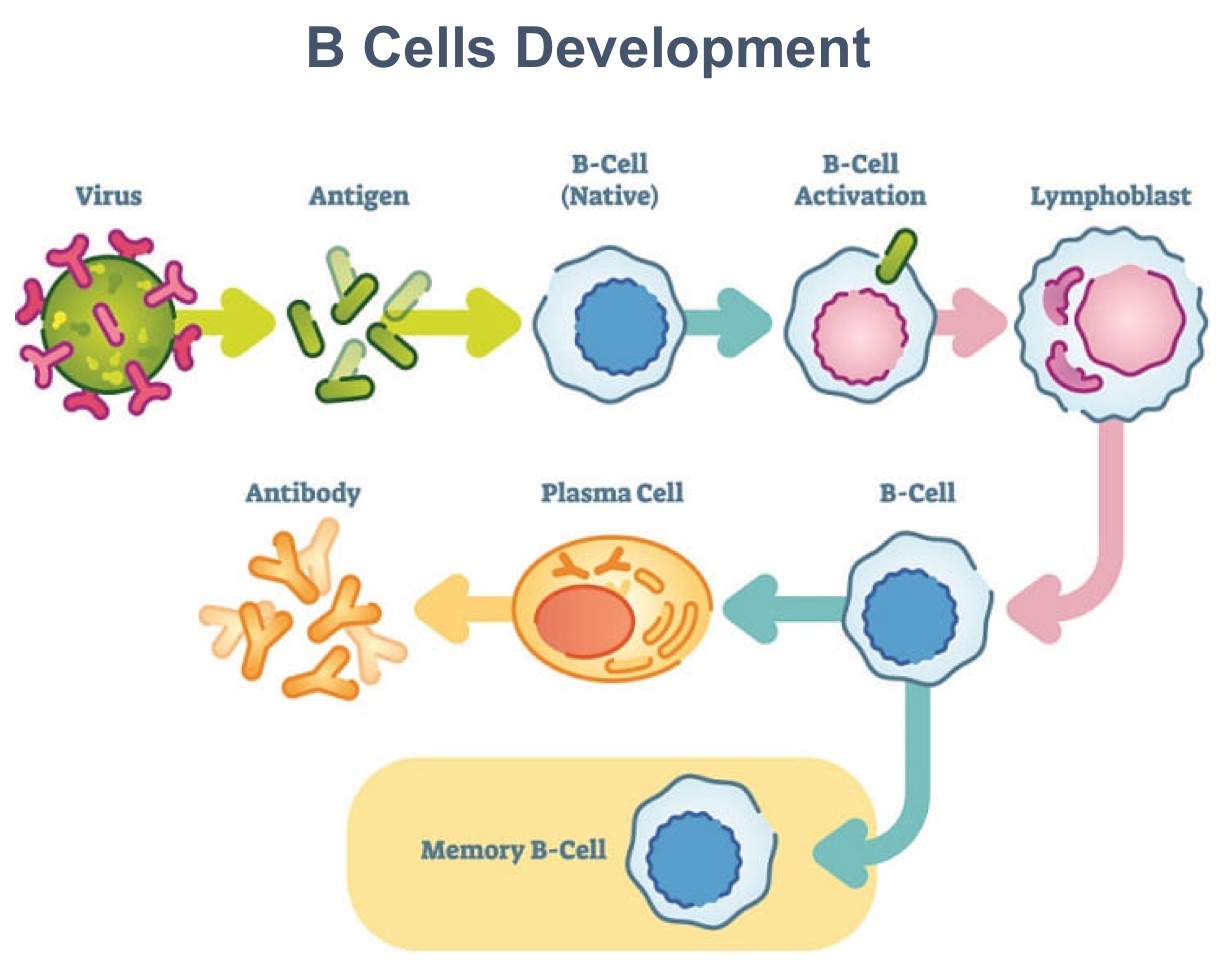 B Cells Development
Virus
Antigen
B-Cell
(Native)
B-Cell
Activation
Lymphoblast
Antibody
Plasma Cell
B-Cell
Memory B-Cell